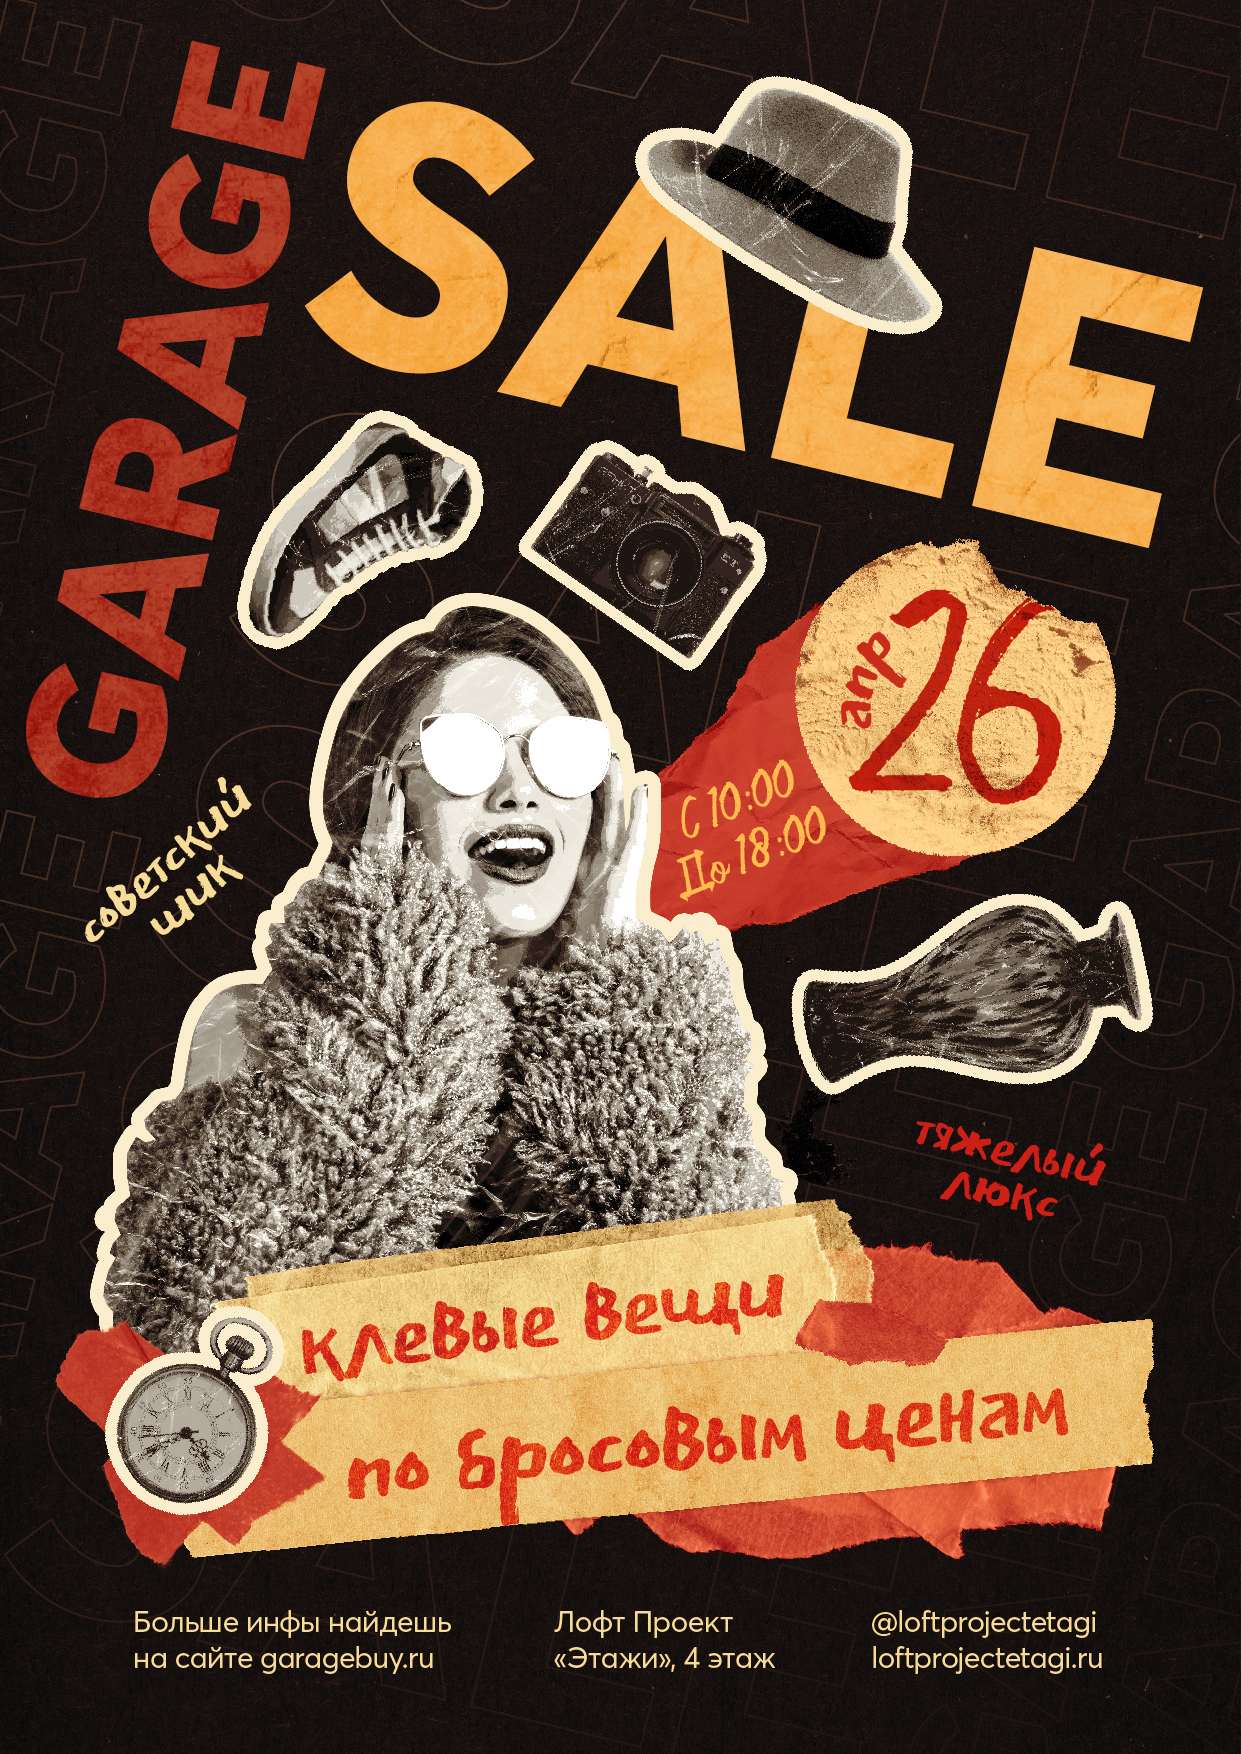 GARAGE
SALE
апр
26
С 10:00
До 18:00
советский
шик
тяжелый
люкс
клевые вещи
по бросовым ценам
Больше инфы найдешь
на сайте garagebuy.ru
Лофт Проект
«Этажи», 4 этаж
@loftprojectetagi
loftprojectetagi.ru